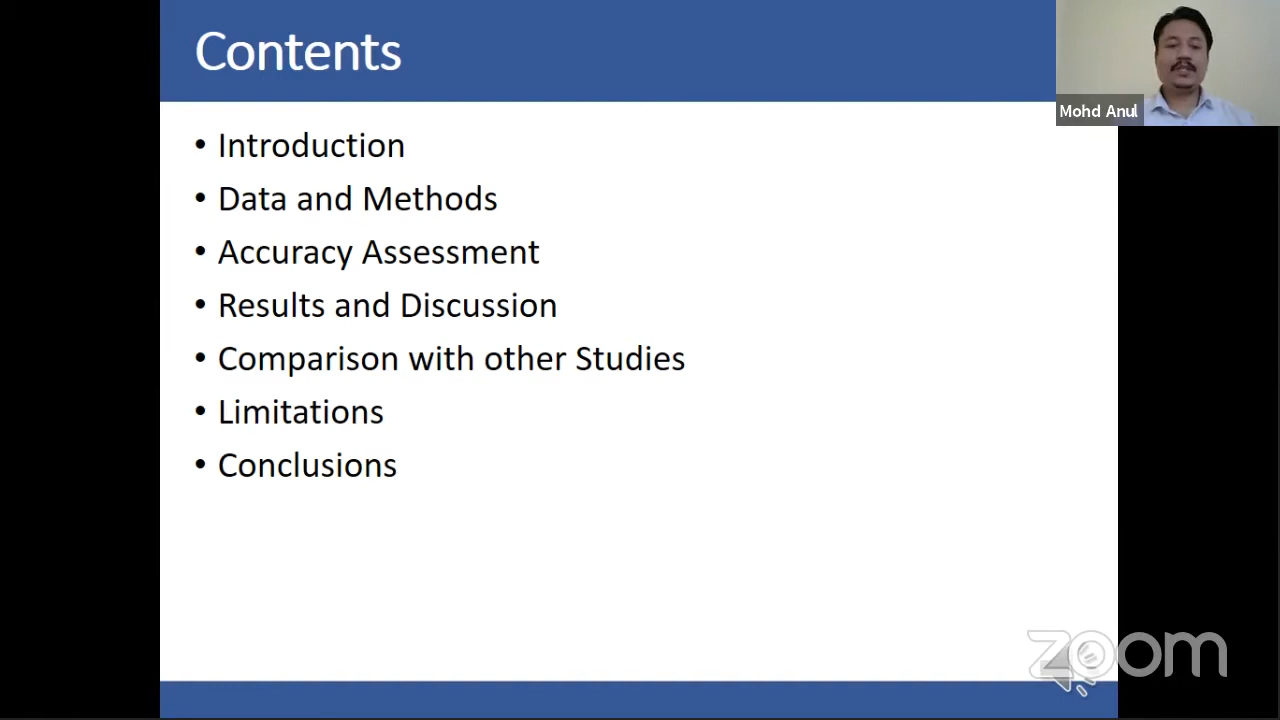 Contents
Mohd Anul
• Introduction
• Data and Methods
• Accuracy Assessment
• Results and Discussion
• Comparison with other Studies
• Limitations
• Conclusions
zoom